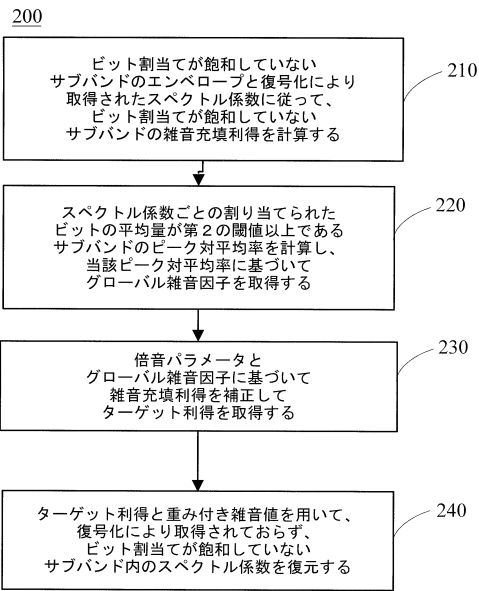 200
ビット割当てが飽和していない
サブバンドのエンベロープと復号化により
取得されたスペクトル係数に従って、
ビット割当てが飽和していない
サブバンドの雑音充填利得を計算する
210
スペクトル係数ごとの割り当てられた
ビットの平均量が第2の閾値以上である
サブバンドのピーク対平均率を計算し、
当該ピーク対平均率に基づいて
グローバル雑音因子を取得する
220
倍音パラメータと
グローバル雑音因子に基づいて
雑音充填利得を補正して
ターゲット利得を取得する
230
ターゲット利得と重み付き雑音値を用いて、
復号化により取得されておらず、
ビット割当てが飽和していない
サブバンド内のスペクトル係数を復元する
240